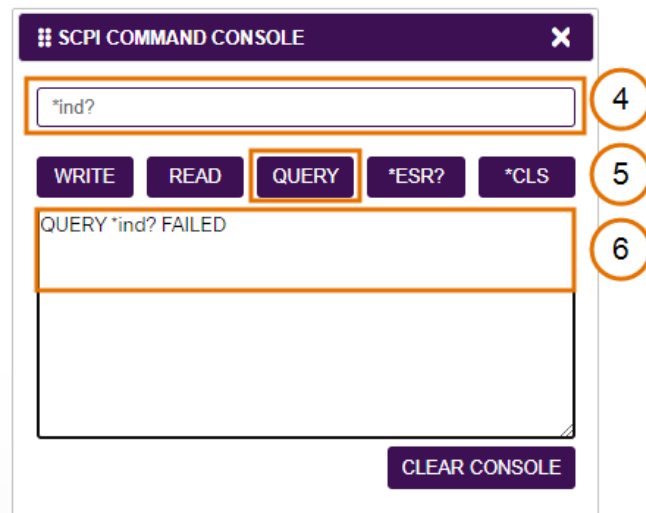 SCPI COMMAND CONSOLE
*ind?
4
WRITE READ QUERY *ESR? *CLS
5
QUERY *ind? FAILED
6
CLEAR CONSOLE